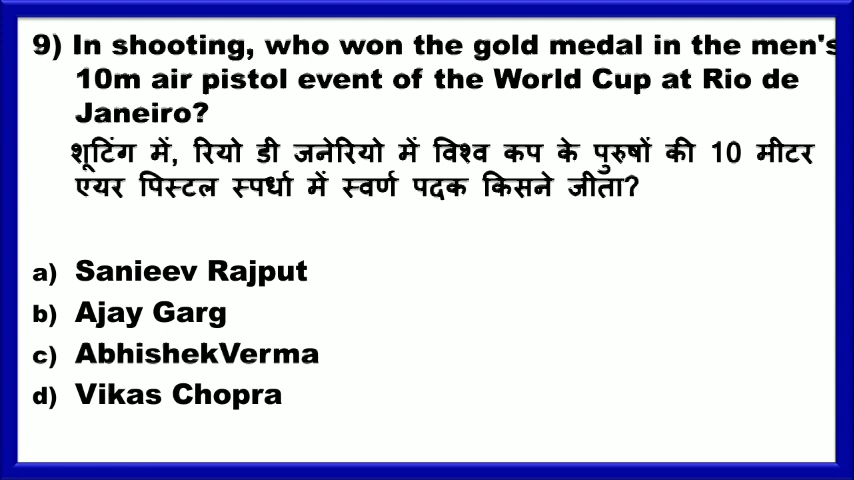 9) In shooting, who won the gold medal in the men's
10m air pistol event of the World Cup at Rio de
Janeiro?
शूटिंग में, रियो डी जनेरियो में विश्व कप के पुरुषों की 10 मीटर
एयर पिस्टल स्पर्धा में स्वर्ण पदक किसने जीता?
a) Sanieev Rajput
b) Ajay Garg
c) AbhishekVerma
d) Vikas Chopra